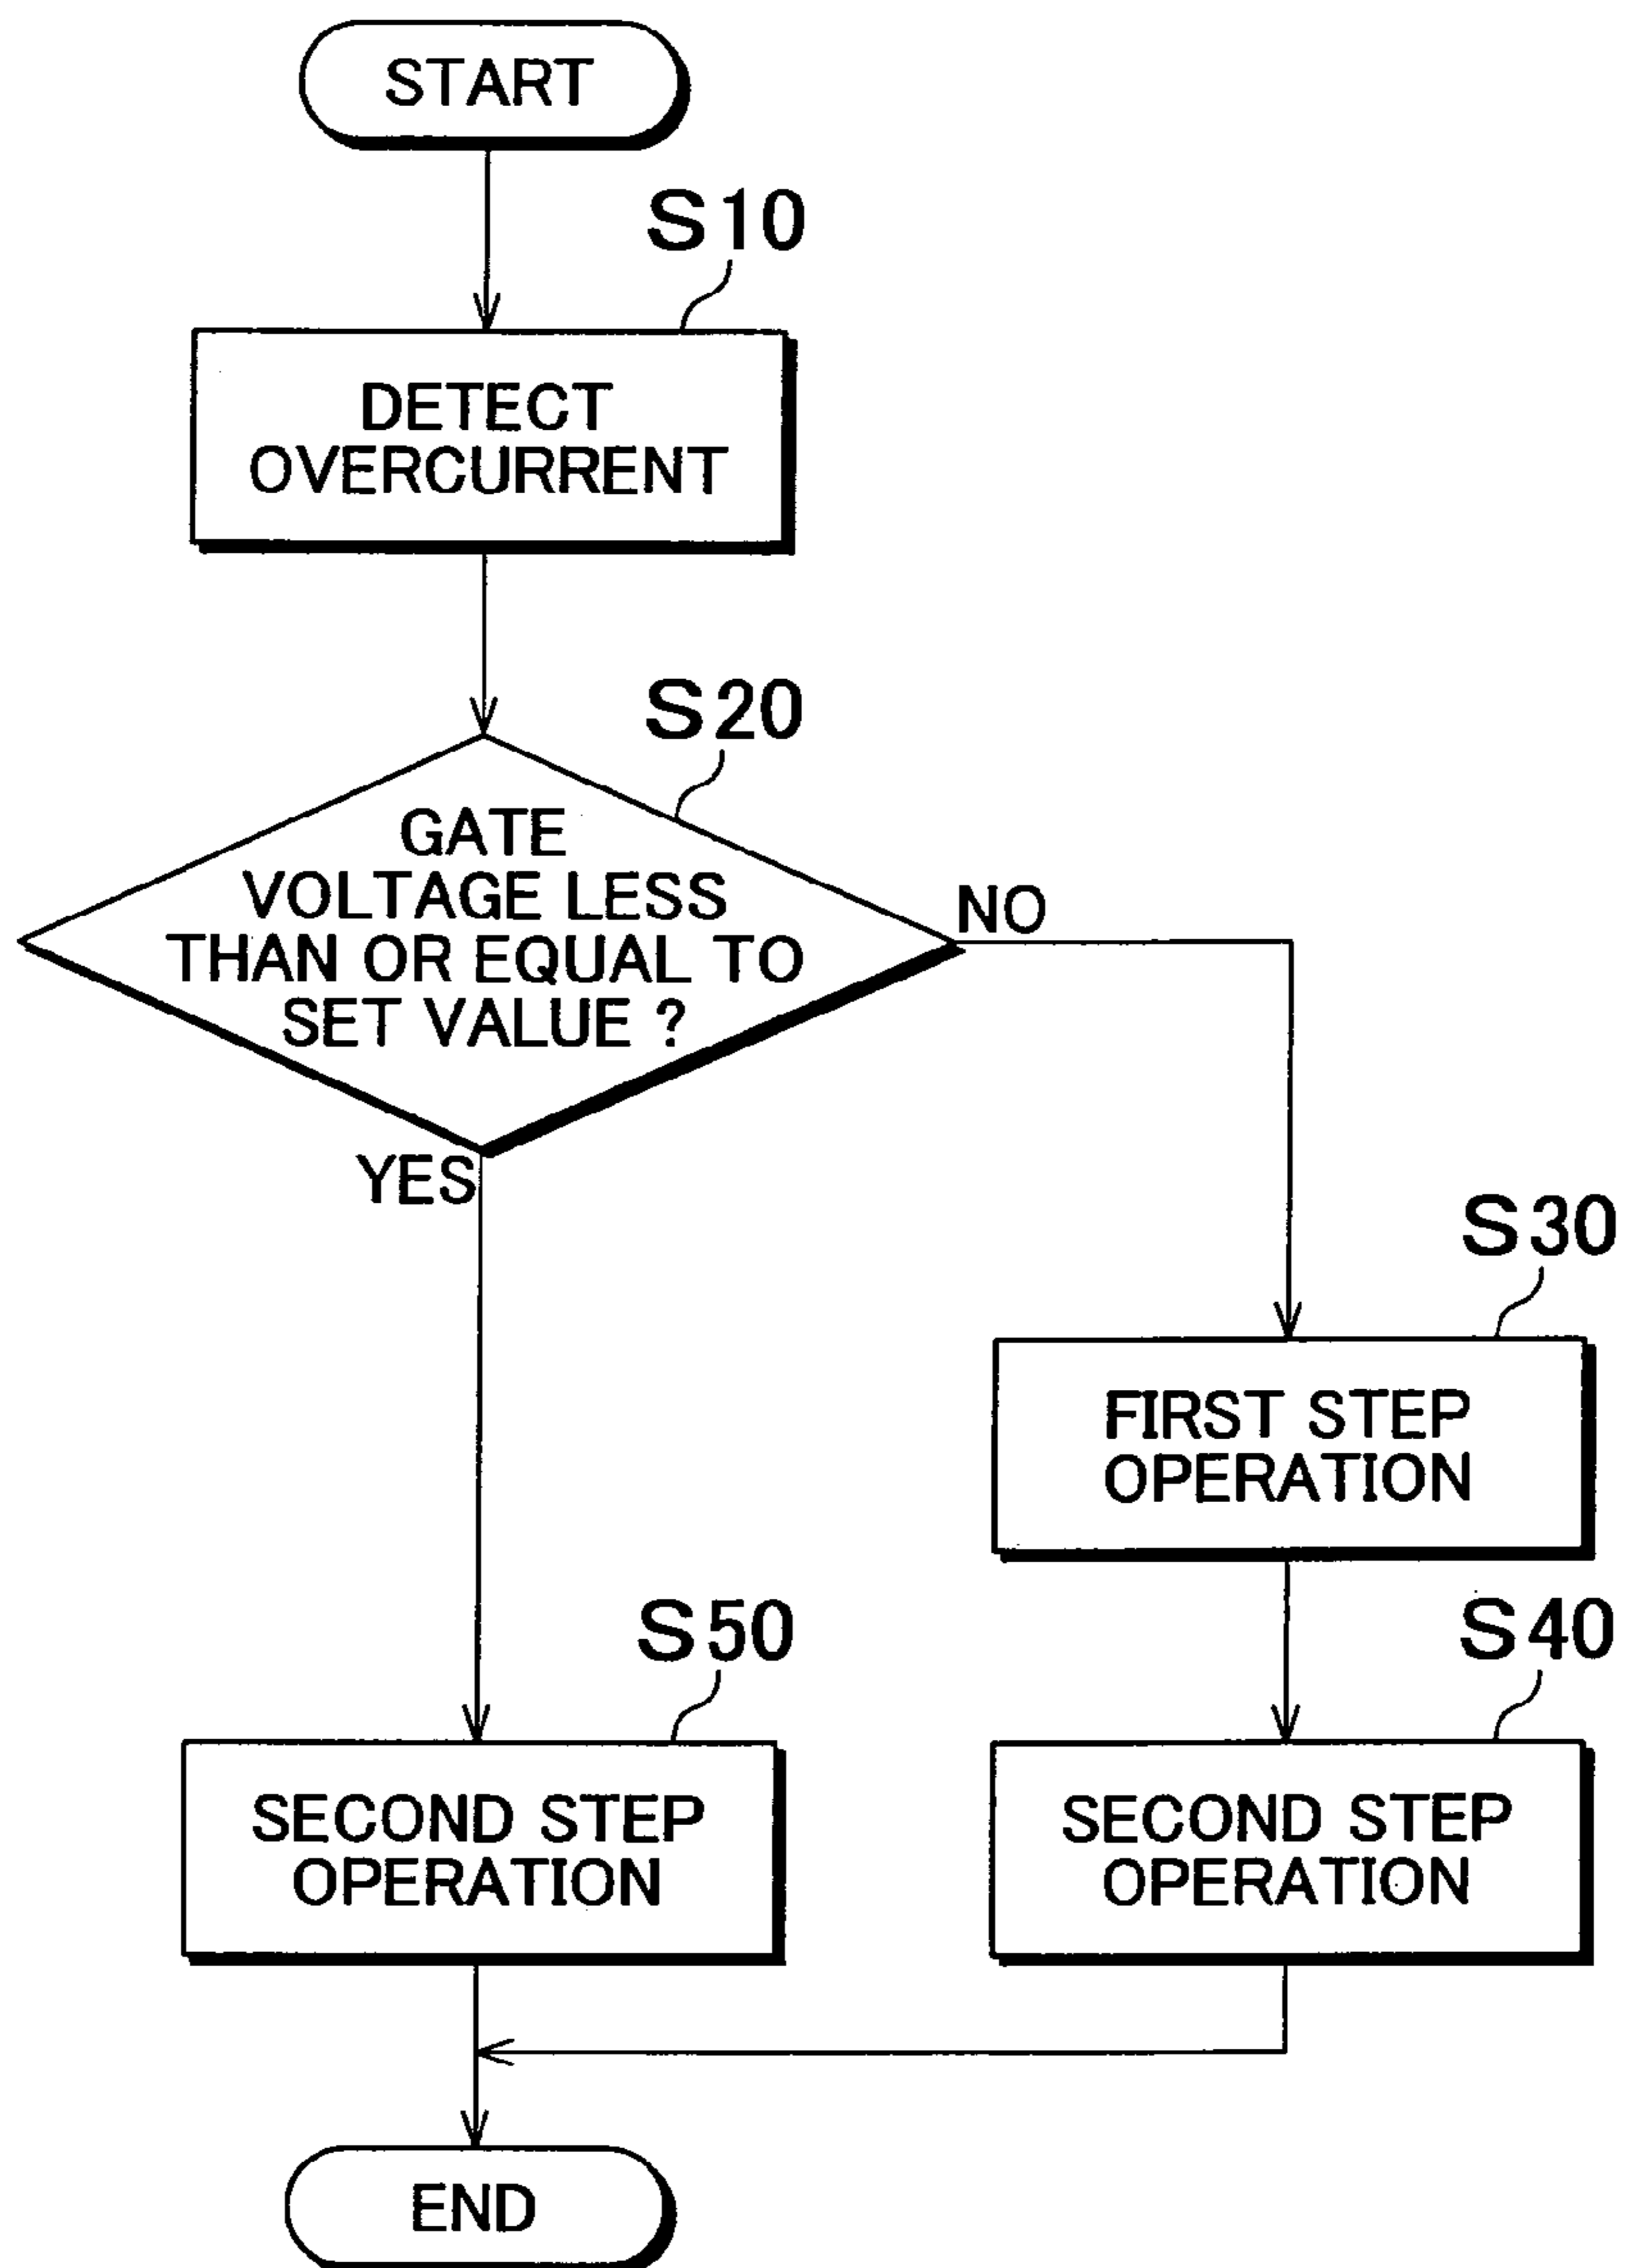 START
S10
DETECT
OVERCURRENT
S20
GATE
VOLTAGE LESS
THAN OR EQUAL TO
SET VALUE ?
NO
YES
S30
FIRST STEP
OPERATION
S50
SECOND STEP
OPERATION
S40
SECOND STEP
OPERATION
END